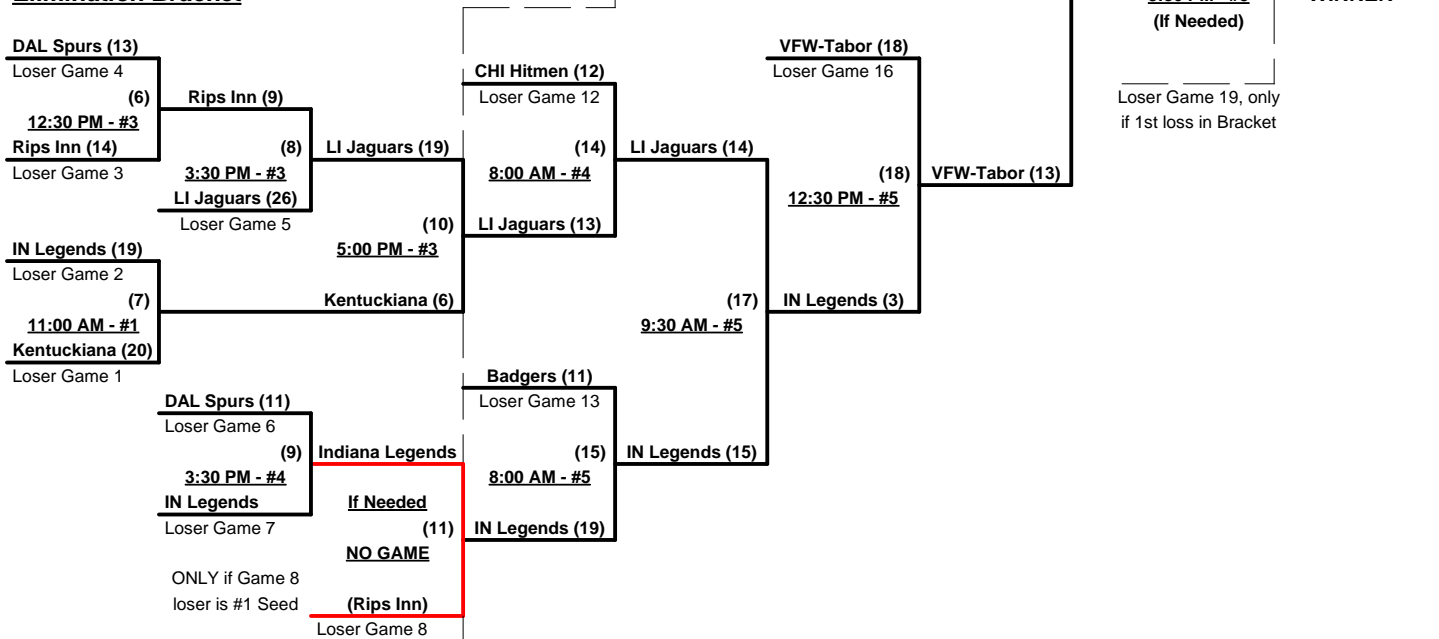 DAL Spurs (13)
Loser Game 4
(6)
12:30 PM - #3
Rips Inn (14)
Loser Game 3
Rips Inn (9)
(8)
3:30 PM - #3
LI Jaguars (26)
Loser Game 5
IN Legends (19)
Loser Game 2
(7)
11:00 AM - #1
Kentuckiana (20)
Loser Game 1
LI Jaguars (19)
(10)
5:00 PM - #3
Kentuckiana (6)
DAL Spurs (11)
Loser Game 6
(9)
3:30 PM - #4
IN Legends
Loser Game 7
Indiana Legends
If Needed
(11)
NO GAME
ONLY if Game 8
loser is #1 Seed
(Rips Inn)
Loser Game 8
CHI Hitmen (12)
Loser Game 12
(14)
8:00 AM - #4
LI Jaguars (13)
Badgers (11)
Loser Game 13
(15)
8:00 AM - #5
IN Legends (19)
LI Jaguars (14)
(17)
9:30 AM - #5
IN Legends (15)
VFW-Tabor (18)
Loser Game 16
(18)
12:30 PM - #5
IN Legends (3)
VFW-Tabor (13)
(If Needed)
Loser Game 19, only
if 1st loss in Bracket